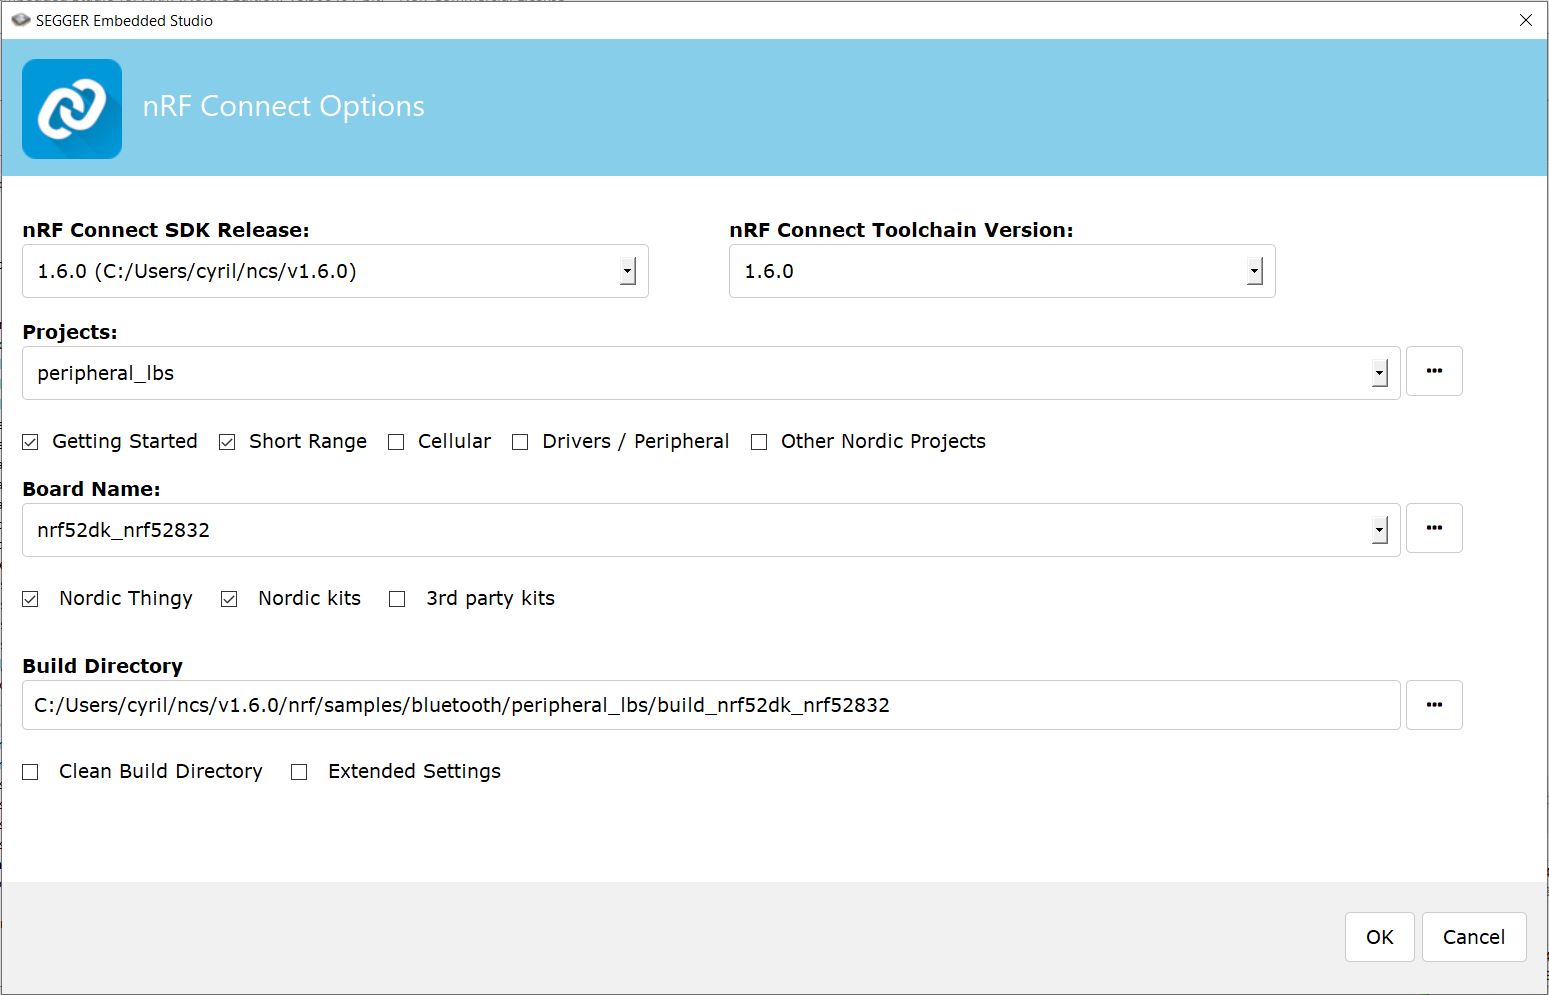 SEGGER Embedded Studio
nRF Connect Options
nRF Connect SDK Release: nRF Connect Toolchain Version:
1.6.0 (C:/Users/cyril/ncs/v1.6.0) 1.6.0
Projects:
peripheral_lbs
Getting Started Short Range Cellular Drivers / Peripheral Other Nordic Projects
Board Name:
nrf52dk_nrf52832
Nordic Thingy Nordic kits 3rd party kits
Build Directory
C:/Users/cyril/ncs/v1.6.0/nrf/samples/bluetooth/peripheral_lbs/build_nrf52dk_nrf52832
Clean Build Directory Extended Settings
OK Cancel